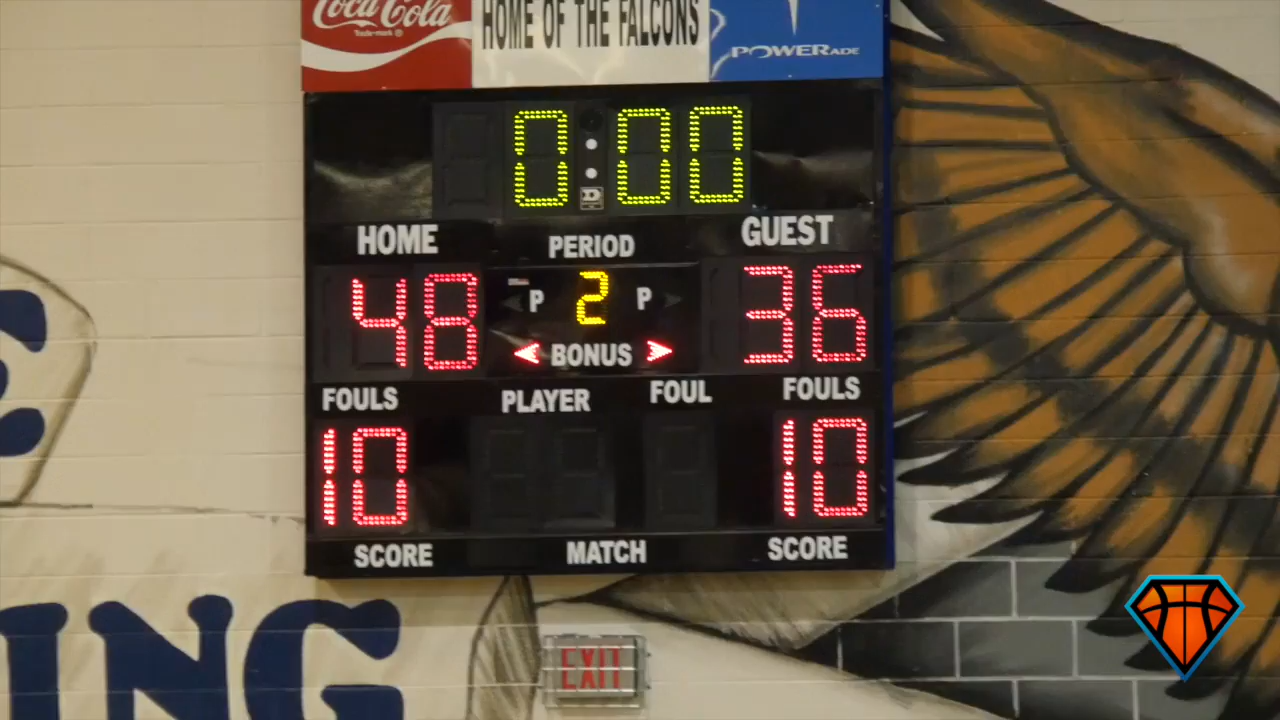 Coca-Cola
Trade-mark ®
HOME OF THE FALCONS
POWERADE
0:00
D
HOME
PERIOD
GUEST
48
P 2 P
36
BONUS
FOULS
PLAYER
FOUL
FOULS
10
10
SCORE
MATCH
SCORE
ING
EXIT